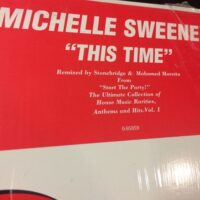 MICHELLE SWEENE
"THIS TIME"
Remixed by Stonebridge & Mohamed Moretta
From
"Start The Party!"
The Ultimate Collection of
House Music Rarities,
Anthems and Hits.Vol. 1